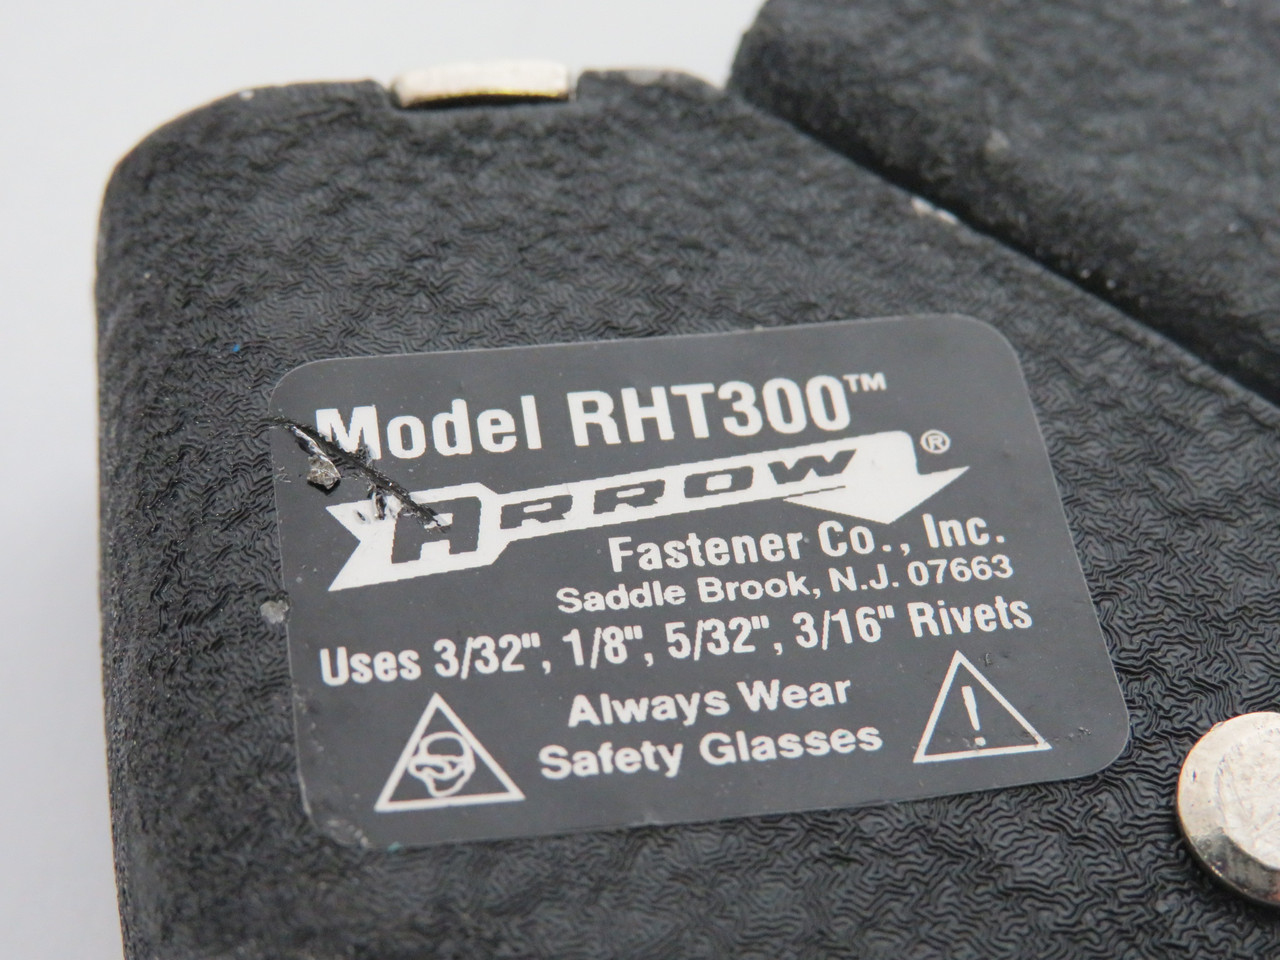 Model RHT300™
ARROW®
Fastener Co., Inc.
Saddle Brook, N.J. 07663
Uses 3/32", 1/8", 5/32", 3/16" Rivets
Always Wear
Safety Glasses
!